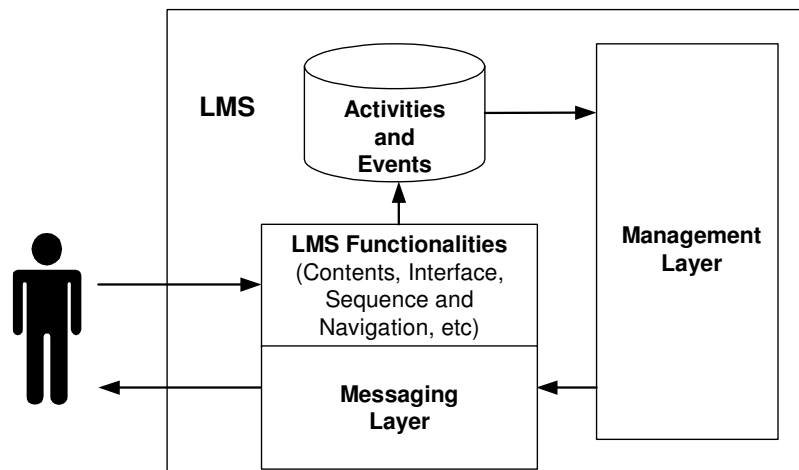 LMS
Activities
and
Events
LMS Functionalities
(Contents, Interface,
Sequence and
Navigation, etc)
Messaging
Layer
Management
Layer